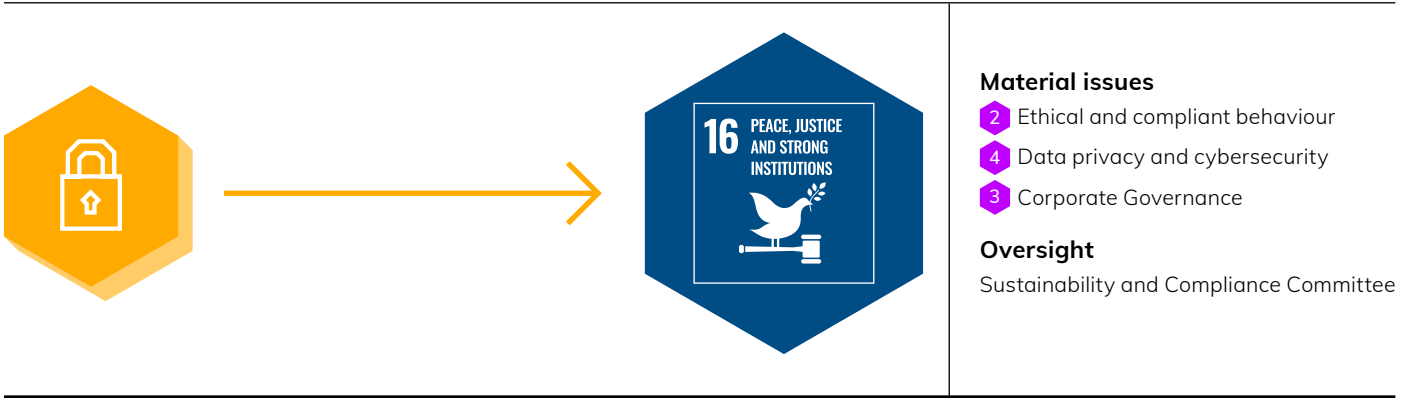 16 PEACE, JUSTICE
AND STRONG
INSTITUTIONS
Material issues
2 Ethical and compliant behaviour
4 Data privacy and cybersecurity
3 Corporate Governance
Oversight
Sustainability and Compliance Committee